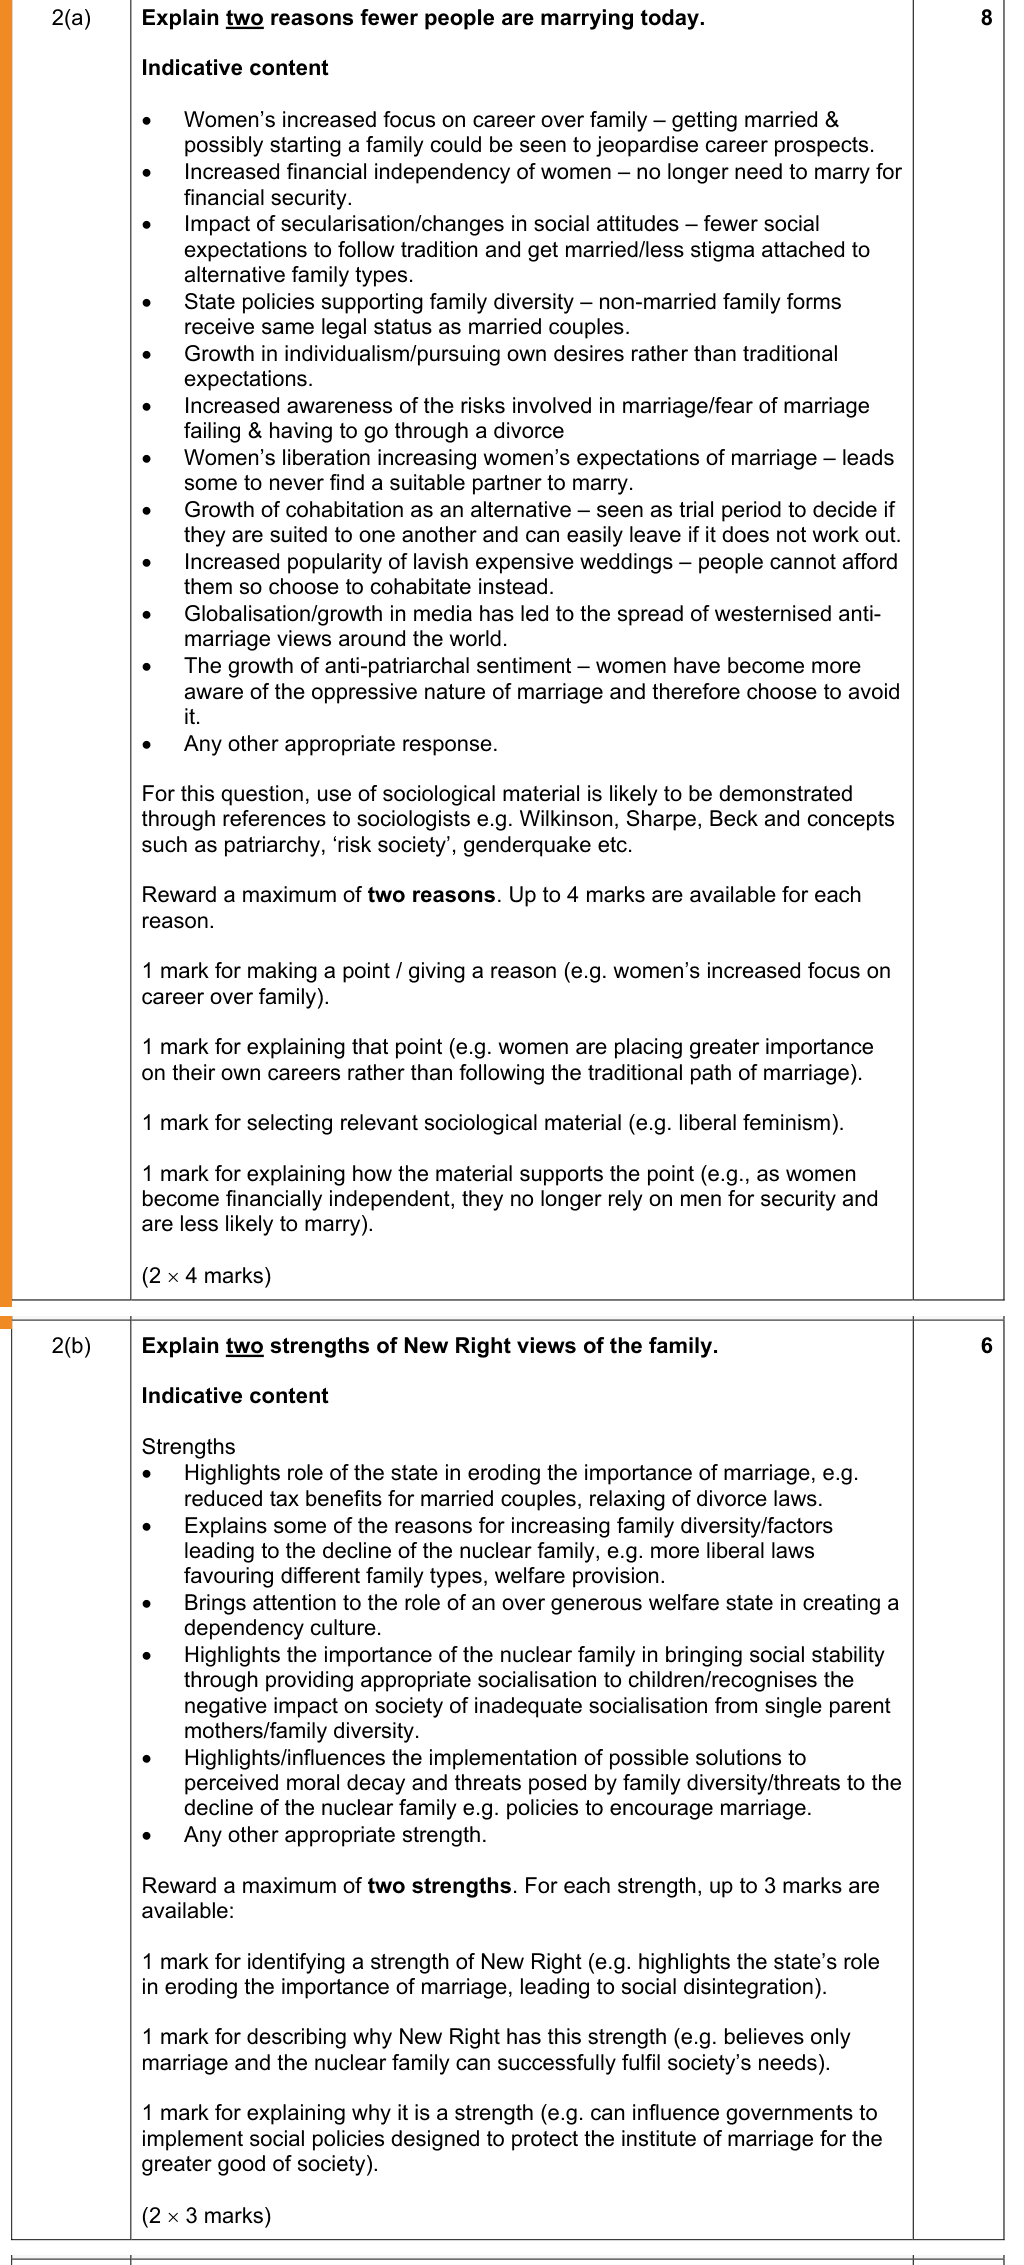 2(a)
Explain two reasons fewer people are marrying today.
8
Indicative content
• Women’s increased focus on career over family – getting married &
possibly starting a family could be seen to jeopardise career prospects.
• Increased financial independency of women – no longer need to marry for
financial security.
• Impact of secularisation/changes in social attitudes – fewer social
expectations to follow tradition and get married/less stigma attached to
alternative family types.
• State policies supporting family diversity – non-married family forms
receive same legal status as married couples.
• Growth in individualism/pursuing own desires rather than traditional
expectations.
• Increased awareness of the risks involved in marriage/fear of marriage
failing & having to go through a divorce
• Women’s liberation increasing women’s expectations of marriage – leads
some to never find a suitable partner to marry.
• Growth of cohabitation as an alternative – seen as trial period to decide if
they are suited to one another and can easily leave if it does not work out.
• Increased popularity of lavish expensive weddings – people cannot afford
them so choose to cohabitate instead.
• Globalisation/growth in media has led to the spread of westernised anti-
marriage views around the world.
• The growth of anti-patriarchal sentiment – women have become more
aware of the oppressive nature of marriage and therefore choose to avoid
it.
• Any other appropriate response.
For this question, use of sociological material is likely to be demonstrated
through references to sociologists e.g. Wilkinson, Sharpe, Beck and concepts
such as patriarchy, ‘risk society’, genderquake etc.
Reward a maximum of two reasons. Up to 4 marks are available for each
reason.
1 mark for making a point / giving a reason (e.g. women’s increased focus on
career over family).
1 mark for explaining that point (e.g. women are placing greater importance
on their own careers rather than following the traditional path of marriage).
1 mark for selecting relevant sociological material (e.g. liberal feminism).
1 mark for explaining how the material supports the point (e.g., as women
become financially independent, they no longer rely on men for security and
are less likely to marry).
(2 × 4 marks)
2(b)
Explain two strengths of New Right views of the family.
6
Indicative content
Strengths
• Highlights role of the state in eroding the importance of marriage, e.g.
reduced tax benefits for married couples, relaxing of divorce laws.
• Explains some of the reasons for increasing family diversity/factors
leading to the decline of the nuclear family, e.g. more liberal laws
favouring different family types, welfare provision.
• Brings attention to the role of an over generous welfare state in creating a
dependency culture.
• Highlights the importance of the nuclear family in bringing social stability
through providing appropriate socialisation to children/recognises the
negative impact on society of inadequate socialisation from single parent
mothers/family diversity.
• Highlights/influences the implementation of possible solutions to
perceived moral decay and threats posed by family diversity/threats to the
decline of the nuclear family e.g. policies to encourage marriage.
• Any other appropriate strength.
Reward a maximum of two strengths. For each strength, up to 3 marks are
available:
1 mark for identifying a strength of New Right (e.g. highlights the state’s role
in eroding the importance of marriage, leading to social disintegration).
1 mark for describing why New Right has this strength (e.g. believes only
marriage and the nuclear family can successfully fulfil society’s needs).
1 mark for explaining why it is a strength (e.g. can influence governments to
implement social policies designed to protect the institute of marriage for the
greater good of society).
(2 × 3 marks)